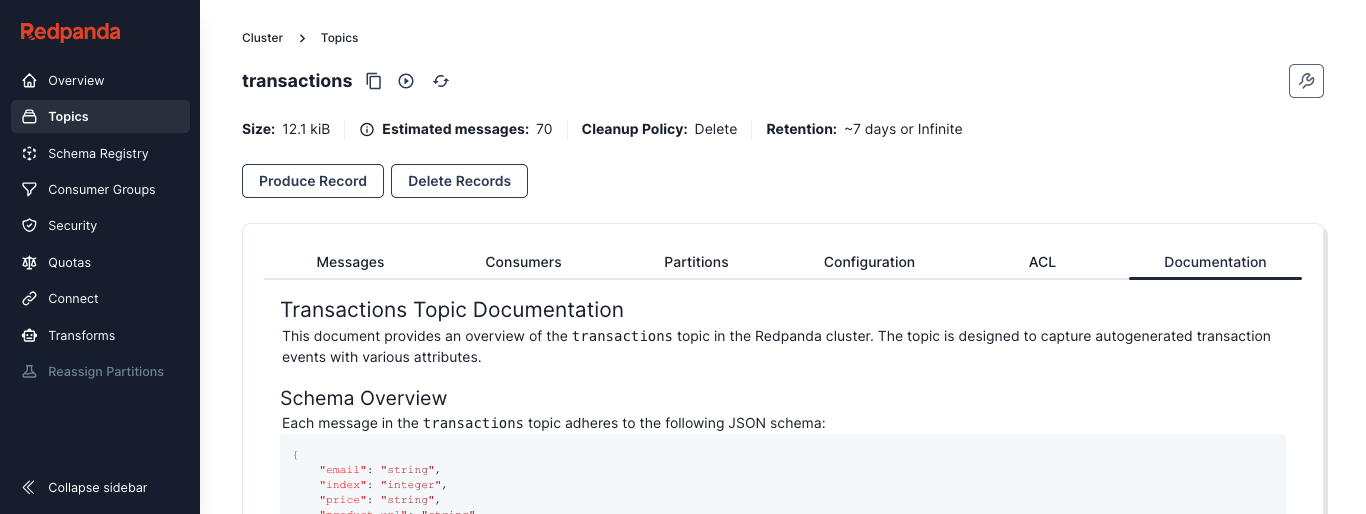 Redpanda
Overview
Topics
Schema Registry
Consumer Groups
Security
Quotas
Connect
Transforms
Reassign Partitions
Collapse sidebar
Cluster > Topics
transactions
Size: 12.1 kiB Estimated messages: 70 Cleanup Policy: Delete Retention: ~7 days or Infinite
Produce Record Delete Records
Messages Consumers Partitions Configuration ACL Documentation
Transactions Topic Documentation
This document provides an overview of the transactions topic in the Redpanda cluster. The topic is designed to capture autogenerated transaction
events with various attributes.
Schema Overview
Each message in the transactions topic adheres to the following JSON schema:
{
"email": "string",
"index": "integer",
"price": "string",